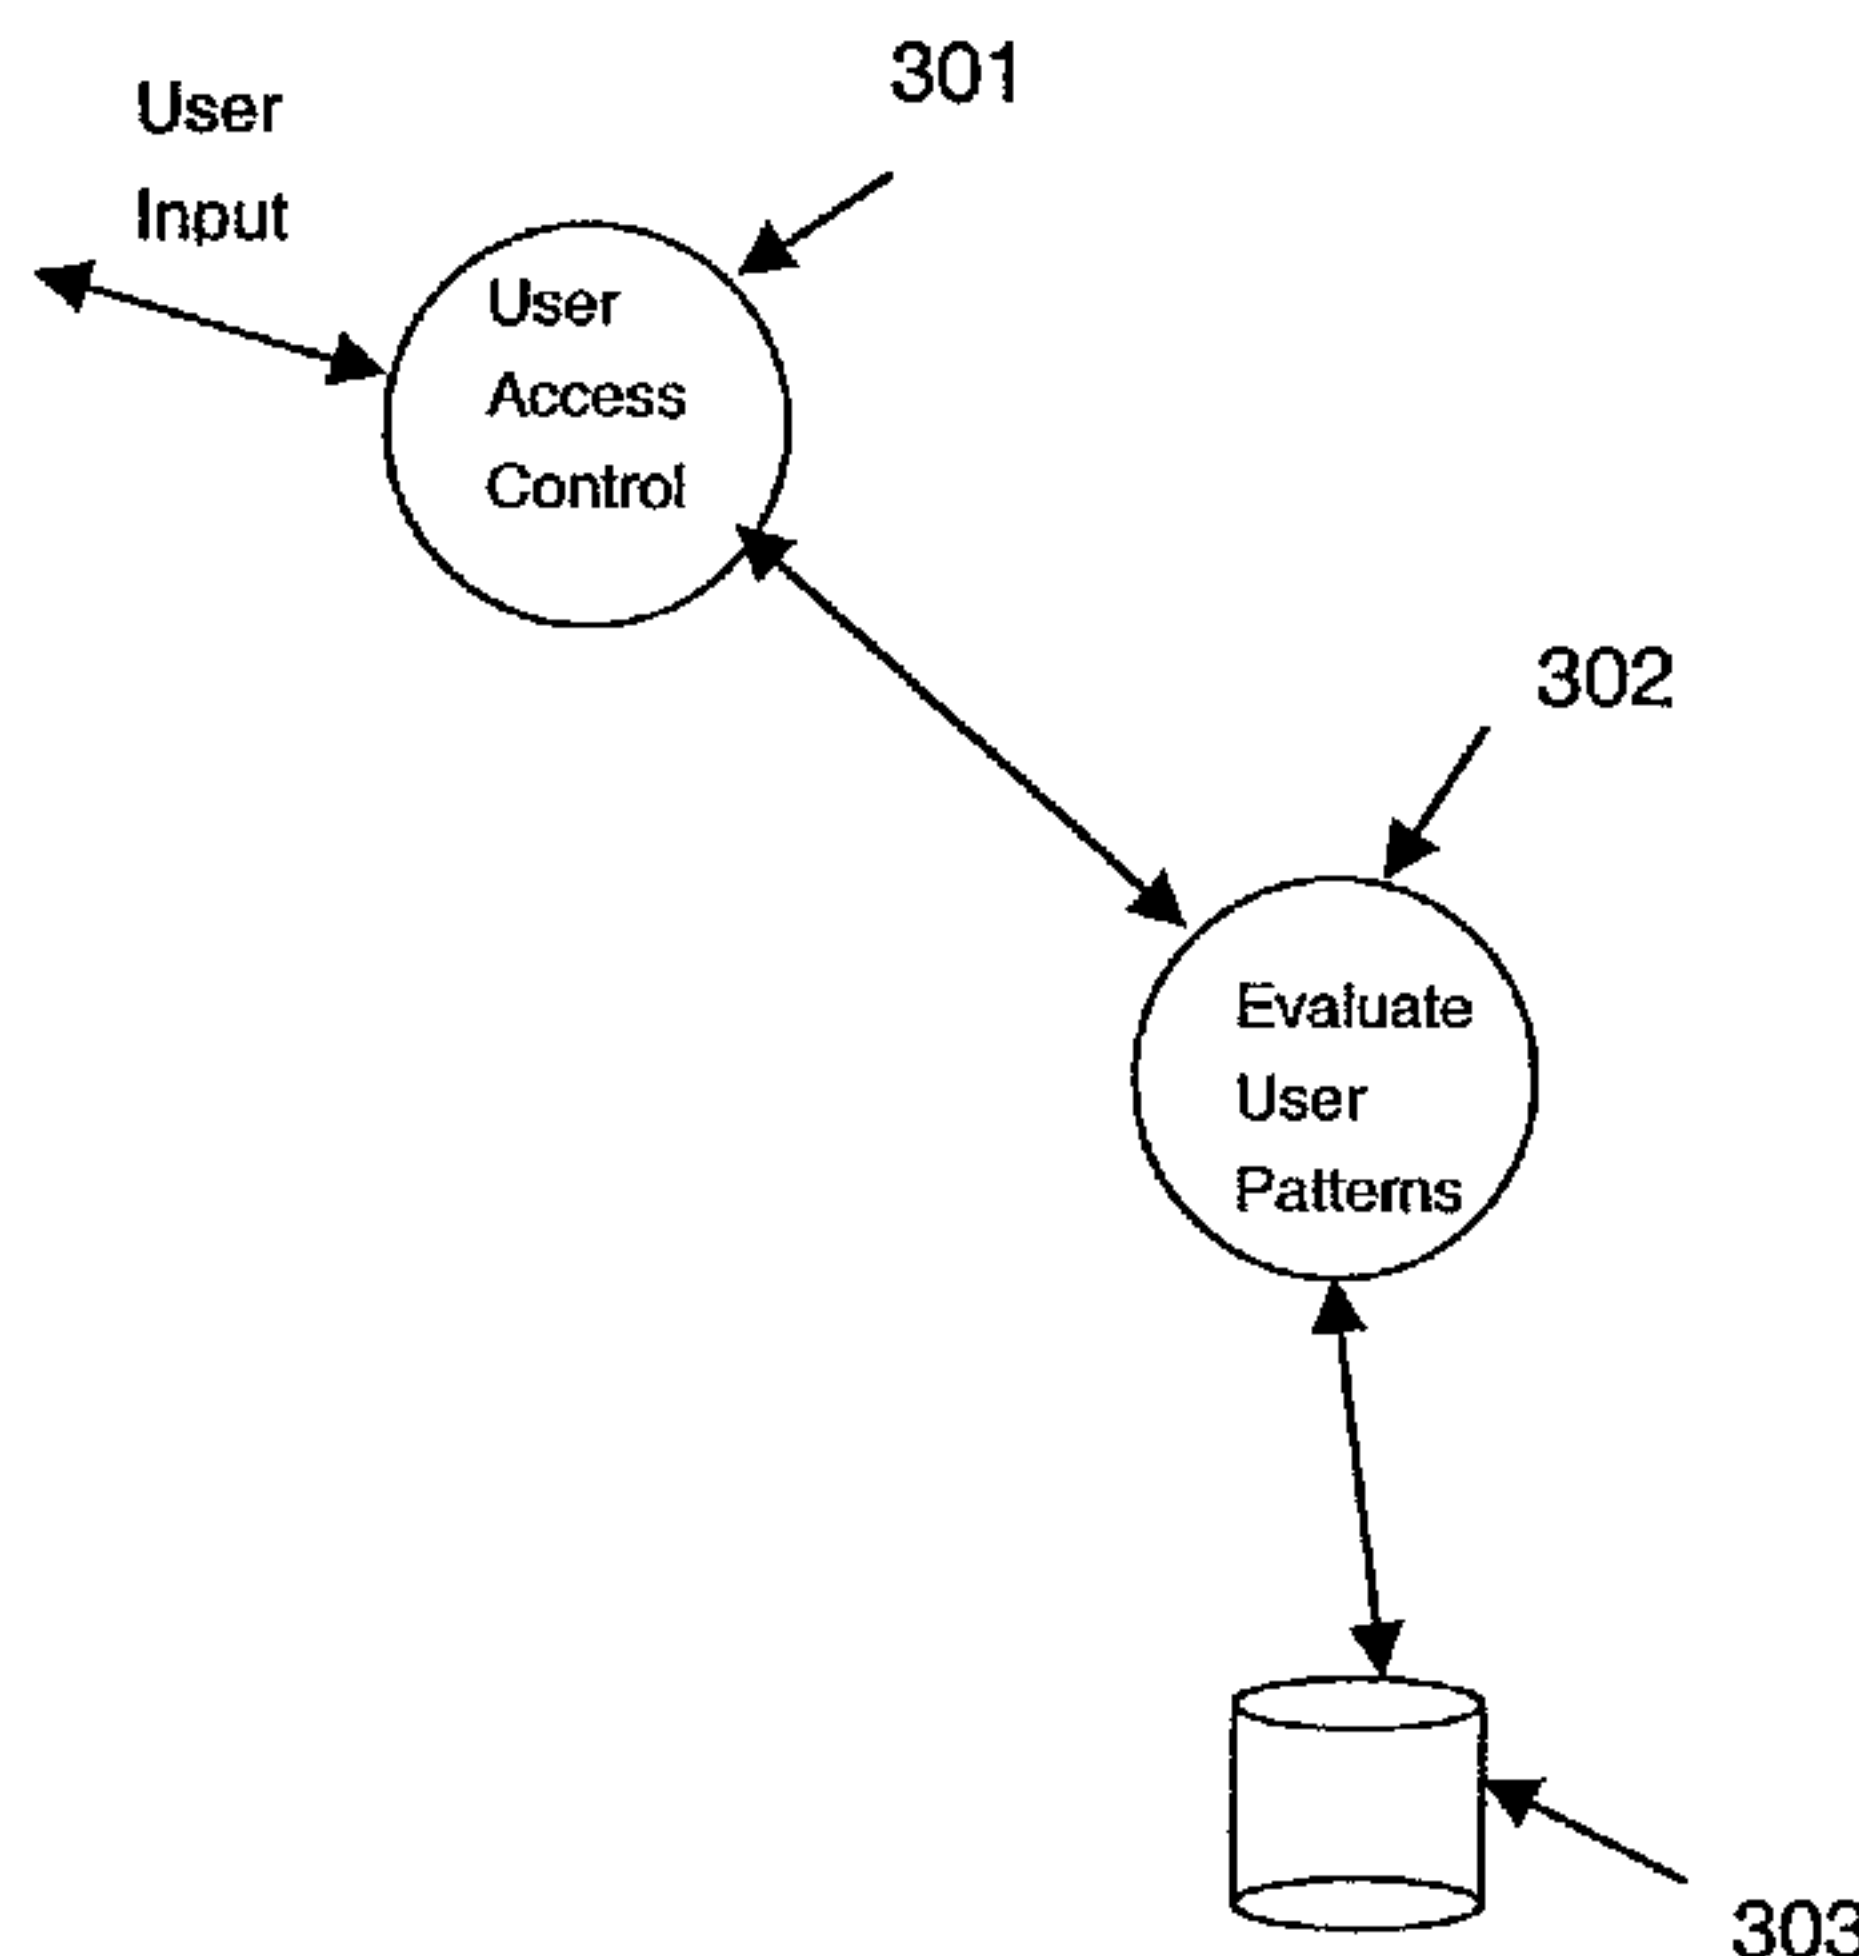 301
User
Input
User
Access
Control
302
Evaluate
User
Patterns
303